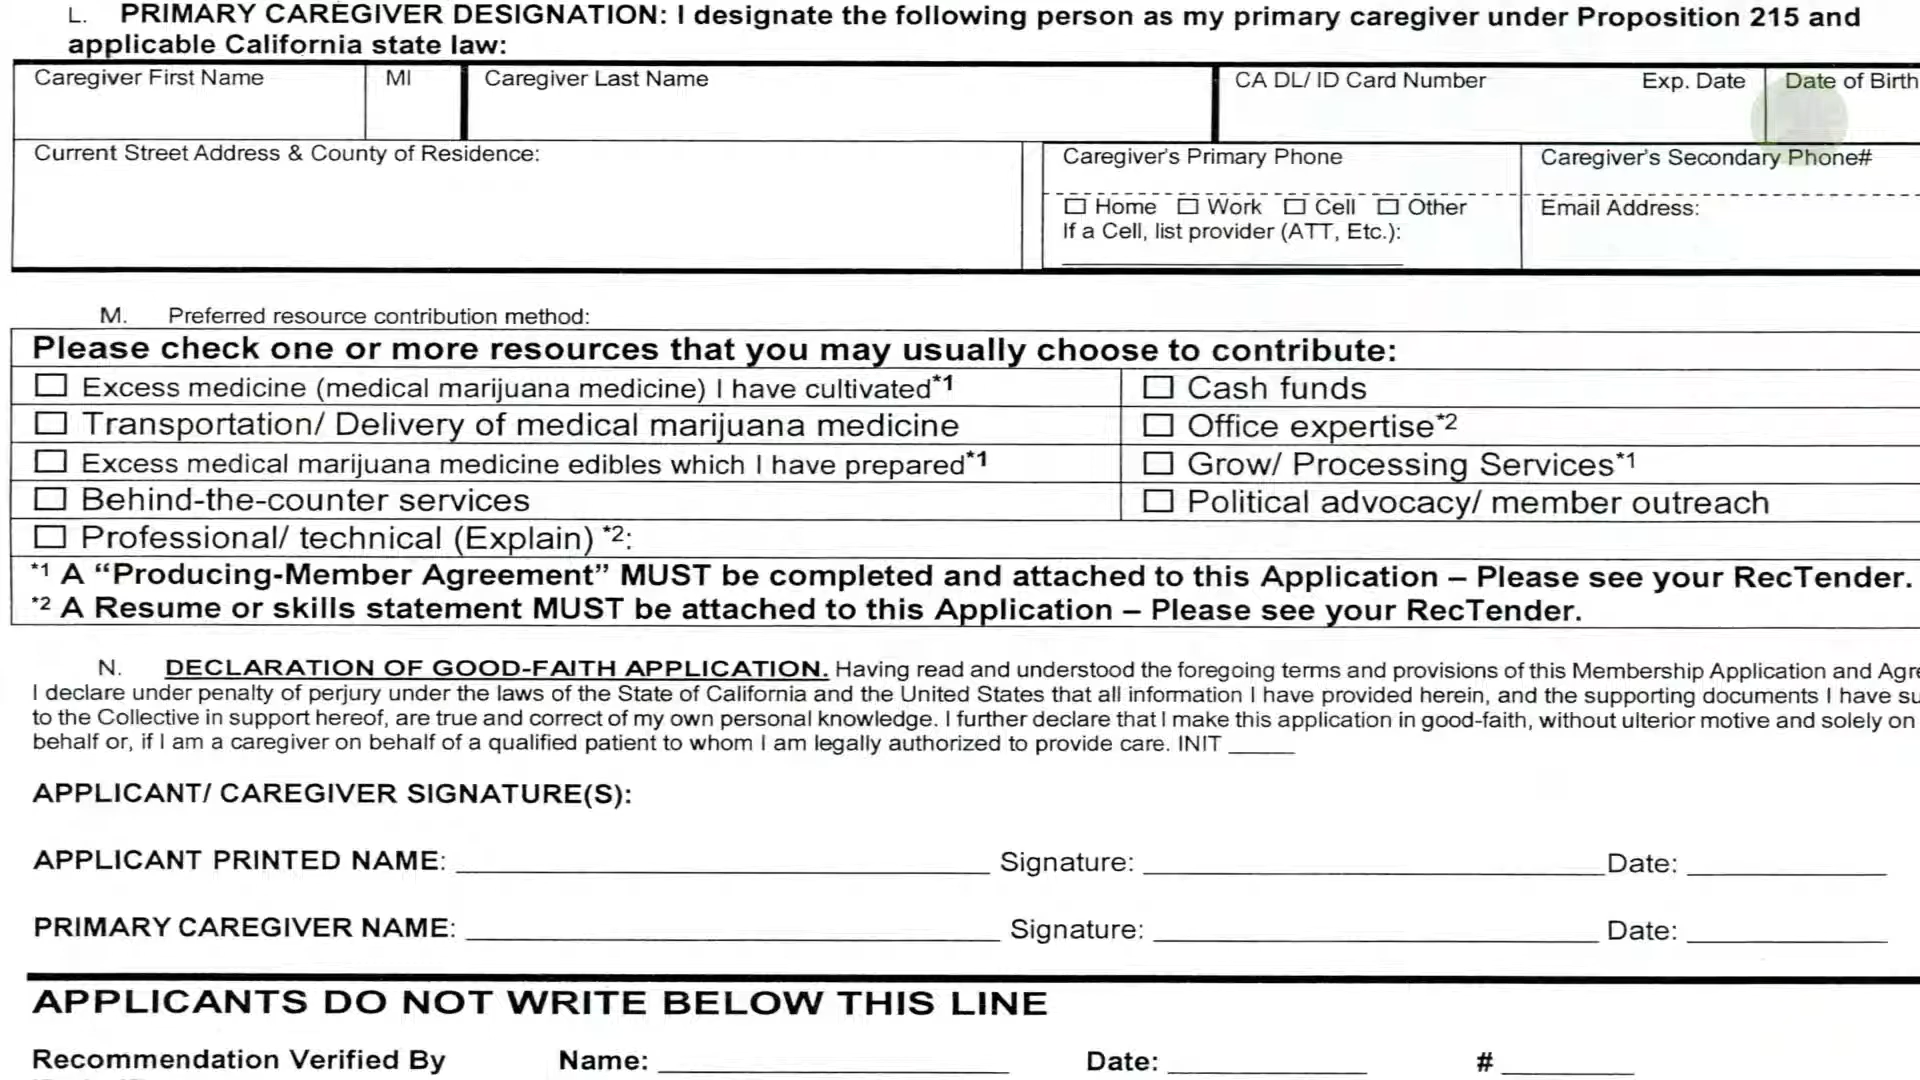 L. PRIMARY CAREGIVER DESIGNATION: I designate the following person as my primary caregiver under Proposition 215 and
applicable California state law:
Caregiver First Name MI Caregiver Last Name CA DL/ ID Card Number Exp. Date Date of Birth
Current Street Address & County of Residence: Caregiver's Primary Phone Caregiver's Secondary Phone#
Home Work Cell Other Email Address:
If a Cell, list provider (ATT, Etc.):
M. Preferred resource contribution method:
Please check one or more resources that you may usually choose to contribute:
Excess medicine (medical marijuana medicine) I have cultivated*1 Cash funds
Transportation/ Delivery of medical marijuana medicine Office expertise*2
Excess medical marijuana medicine edibles which I have prepared*1 Grow/ Processing Services*1
Behind-the-counter services Political advocacy/ member outreach
Professional/ technical (Explain) *2:
*1 A “Producing-Member Agreement” MUST be completed and attached to this Application – Please see your RecTender.
*2 A Resume or skills statement MUST be attached to this Application – Please see your RecTender.
N. DECLARATION OF GOOD-FAITH APPLICATION. Having read and understood the foregoing terms and provisions of this Membership Application and Agre
I declare under penalty of perjury under the laws of the State of California and the United States that all information I have provided herein, and the supporting documents I have su
to the Collective in support hereof, are true and correct of my own personal knowledge. I further declare that I make this application in good-faith, without ulterior motive and solely on
behalf or, if I am a caregiver on behalf of a qualified patient to whom I am legally authorized to provide care. INIT _____
APPLICANT/ CAREGIVER SIGNATURE(S):
APPLICANT PRINTED NAME: ____________________ Signature: ____________________ Date: __________
PRIMARY CAREGIVER NAME: ____________________ Signature: ____________________ Date: __________
APPLICANTS DO NOT WRITE BELOW THIS LINE
Recommendation Verified By Name: ____________________ Date: __________ # __________